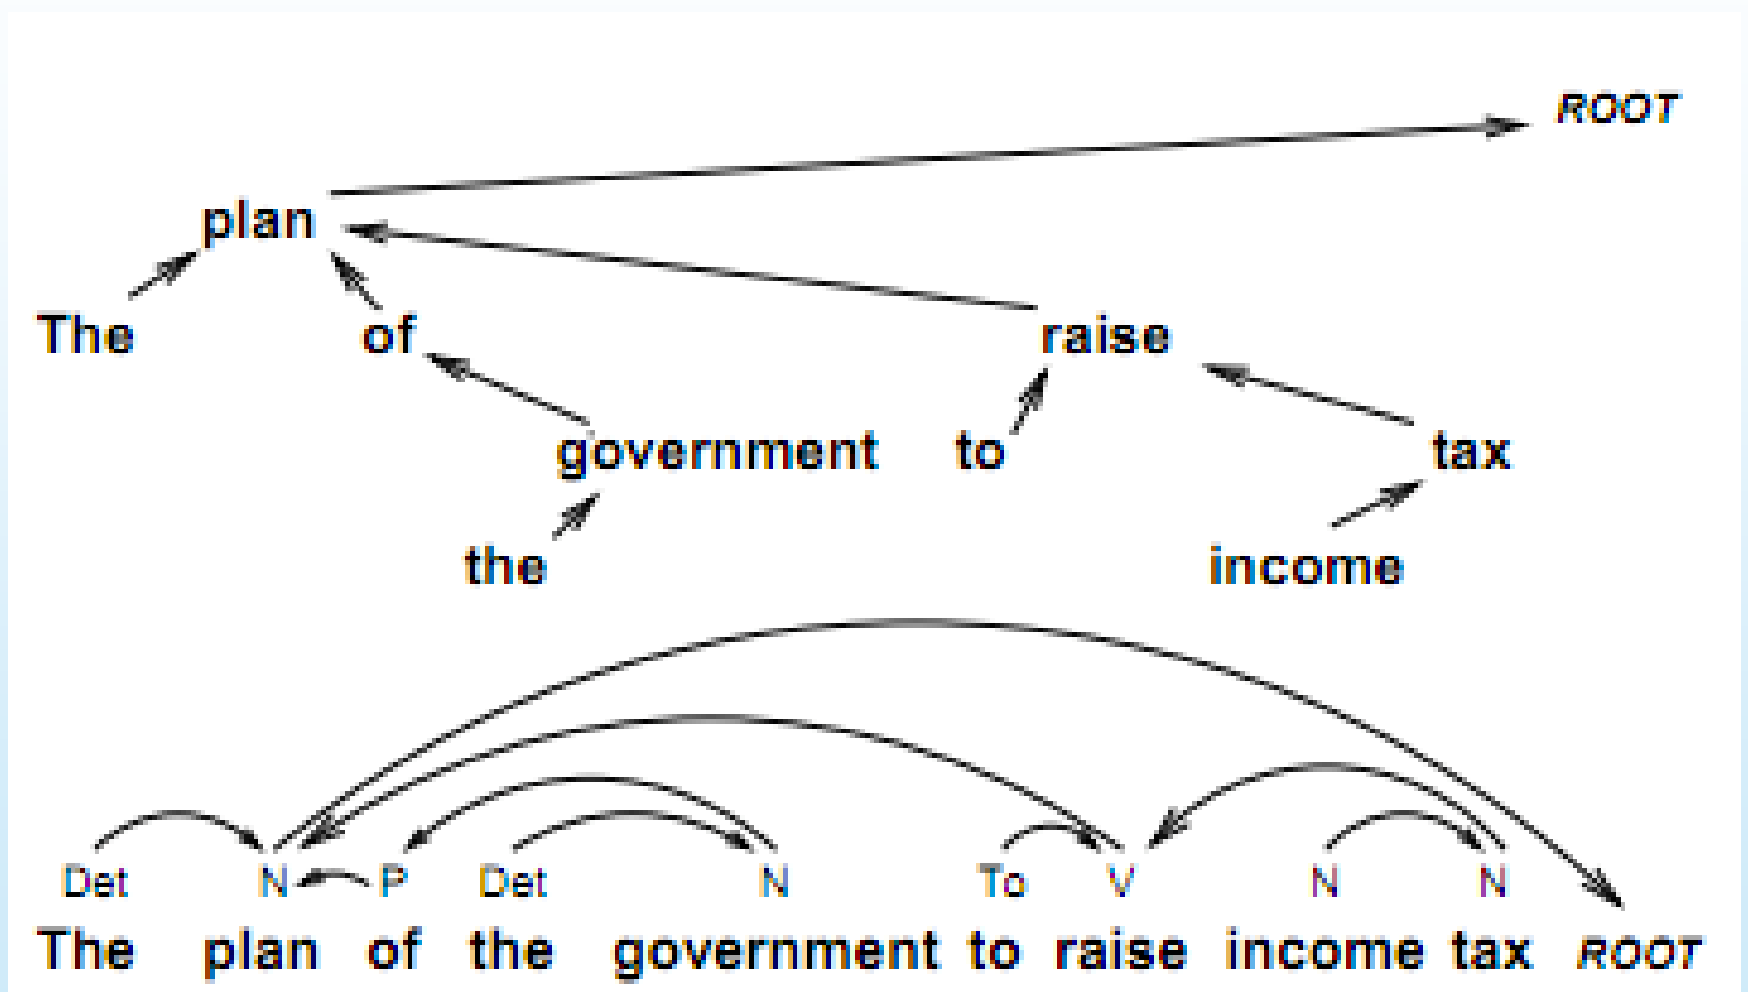 ROOT
plan
The of raise
government to tax
the income
Det N P Det N To V N N
The plan of the government to raise income tax ROOT